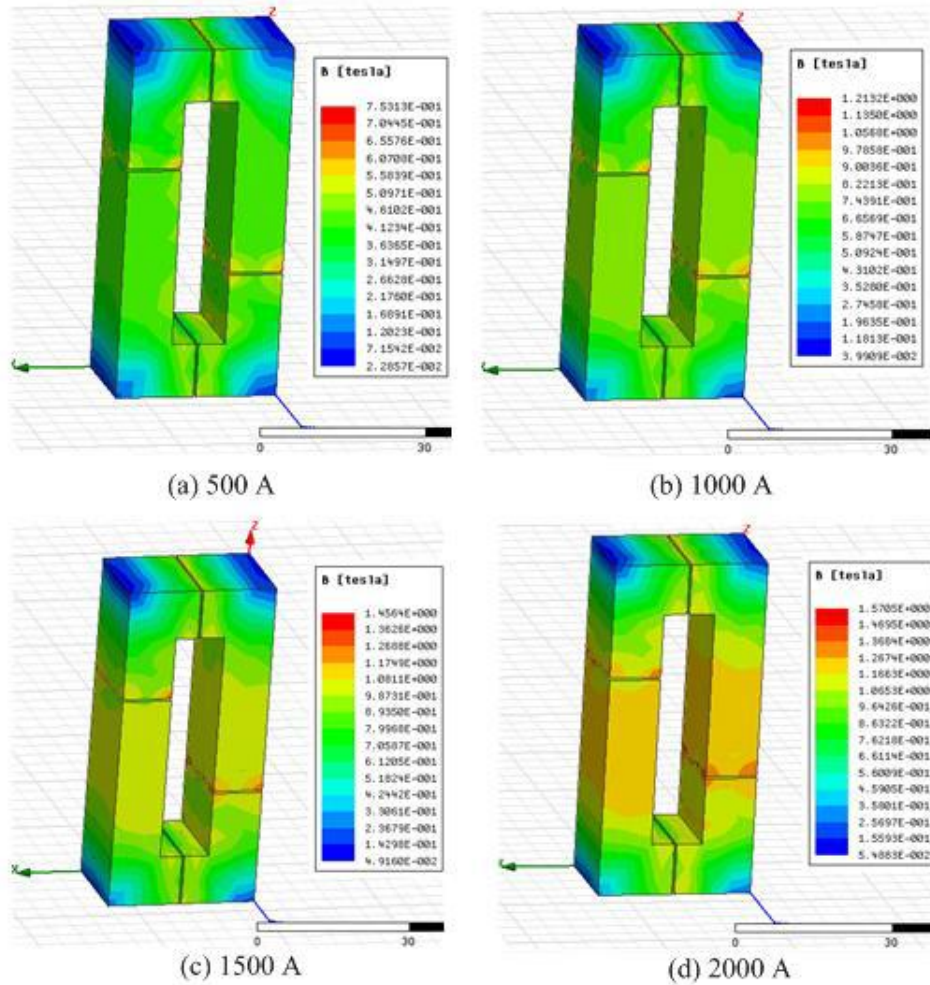 Z
B [tesla]
7.5313E-001
7.0445E-001
6.5576E-001
6.0708E-001
5.5839E-001
5.0971E-001
4.6102E-001
4.1234E-001
3.6365E-001
3.1497E-001
2.6628E-001
2.1760E-001
1.6891E-001
1.2023E-001
7.1542E-002
2.2857E-002
0
30
(a) 500 A
Z
B [tesla]
1.2132E+000
1.1350E+000
1.0568E+000
9.7858E-001
9.0036E-001
8.2213E-001
7.4391E-001
6.6569E-001
5.8747E-001
5.0924E-001
4.3102E-001
3.5280E-001
2.7458E-001
1.9635E-001
1.1813E-001
3.9909E-002
0
30
(b) 1000 A
Z
B [tesla]
1.4564E+000
1.3626E+000
1.2688E+000
1.1749E+000
1.0811E+000
9.8731E-001
8.9350E-001
7.9968E-001
7.0587E-001
6.1205E-001
5.1824E-001
4.2442E-001
3.3061E-001
2.3679E-001
1.4298E-001
4.9160E-002
X
0
30
(c) 1500 A
Z
B [tesla]
1.5705E+000
1.4695E+000
1.3684E+000
1.2674E+000
1.1663E+000
1.0653E+000
9.6426E-001
8.6322E-001
7.6218E-001
6.6114E-001
5.6009E-001
4.5905E-001
3.5801E-001
2.5697E-001
1.5593E-001
5.4883E-002
0
30
(d) 2000 A